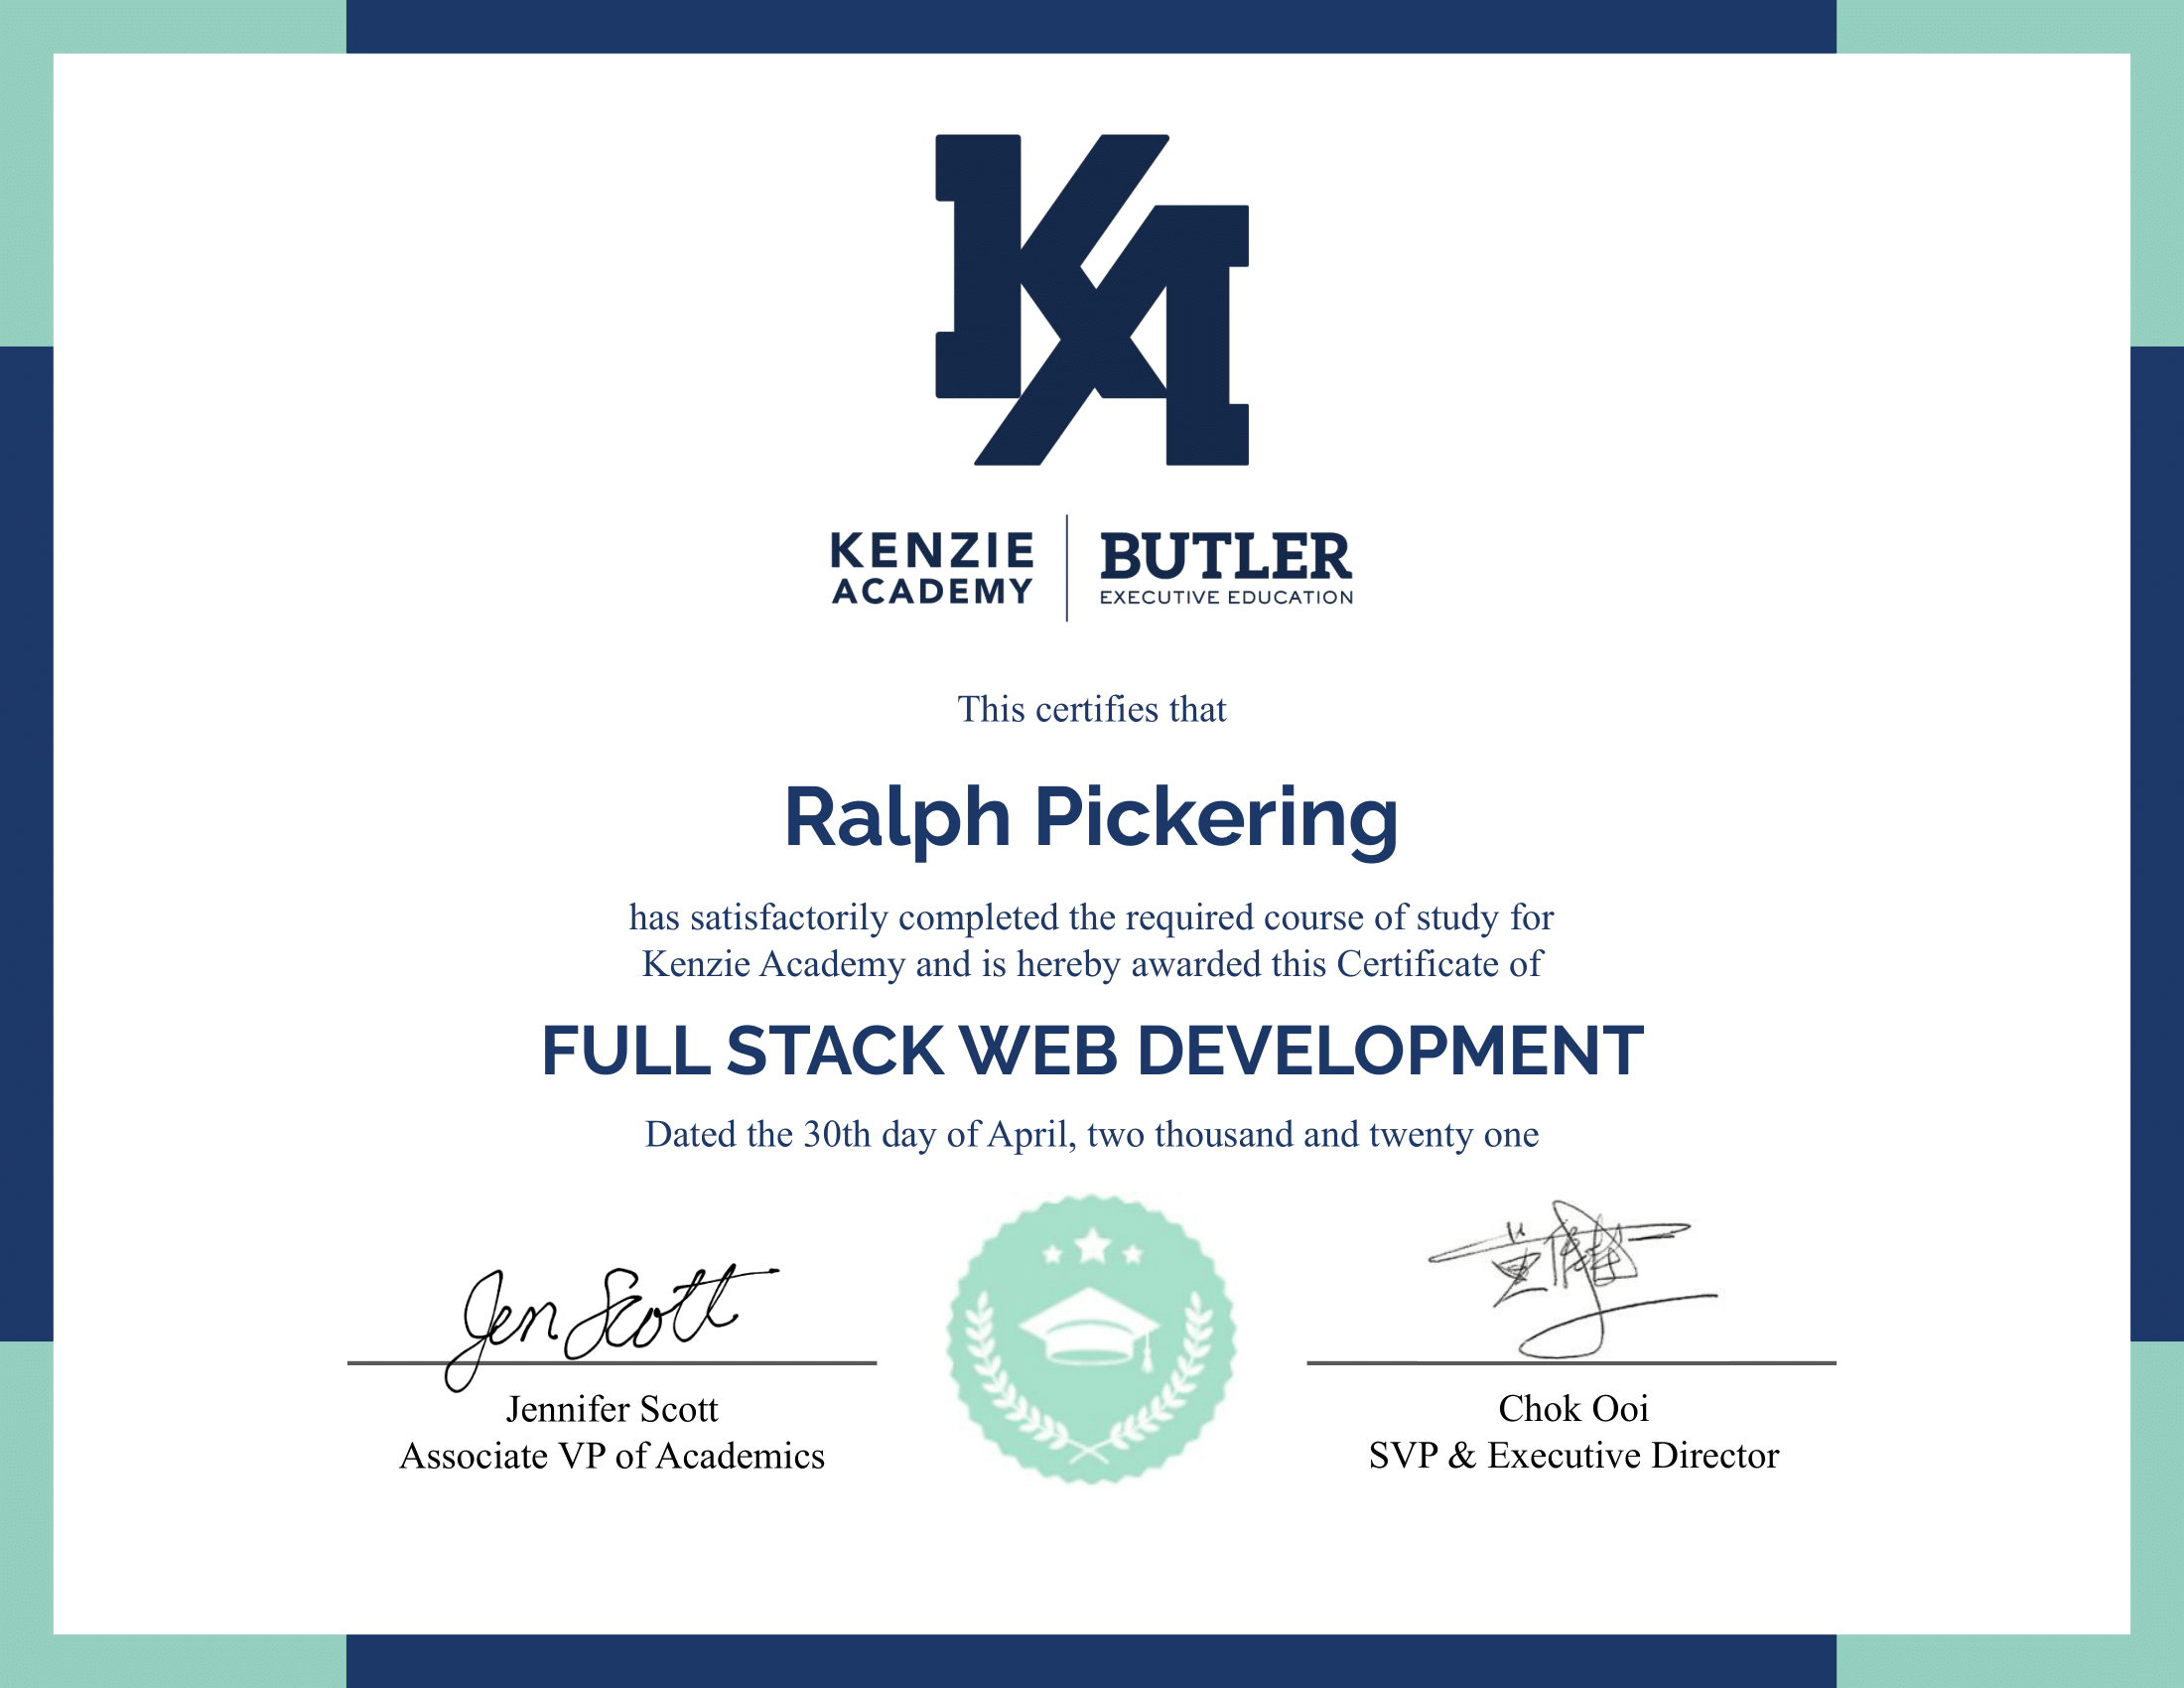 KA
KENZIE
ACADEMY
BUTLER
EXECUTIVE EDUCATION
This certifies that
Ralph Pickering
has satisfactorily completed the required course of study for
Kenzie Academy and is hereby awarded this Certificate of
FULL STACK WEB DEVELOPMENT
Dated the 30th day of April, two thousand and twenty one
Jen Scott
Jennifer Scott
Associate VP of Academics
Chok Ooi
SVP & Executive Director